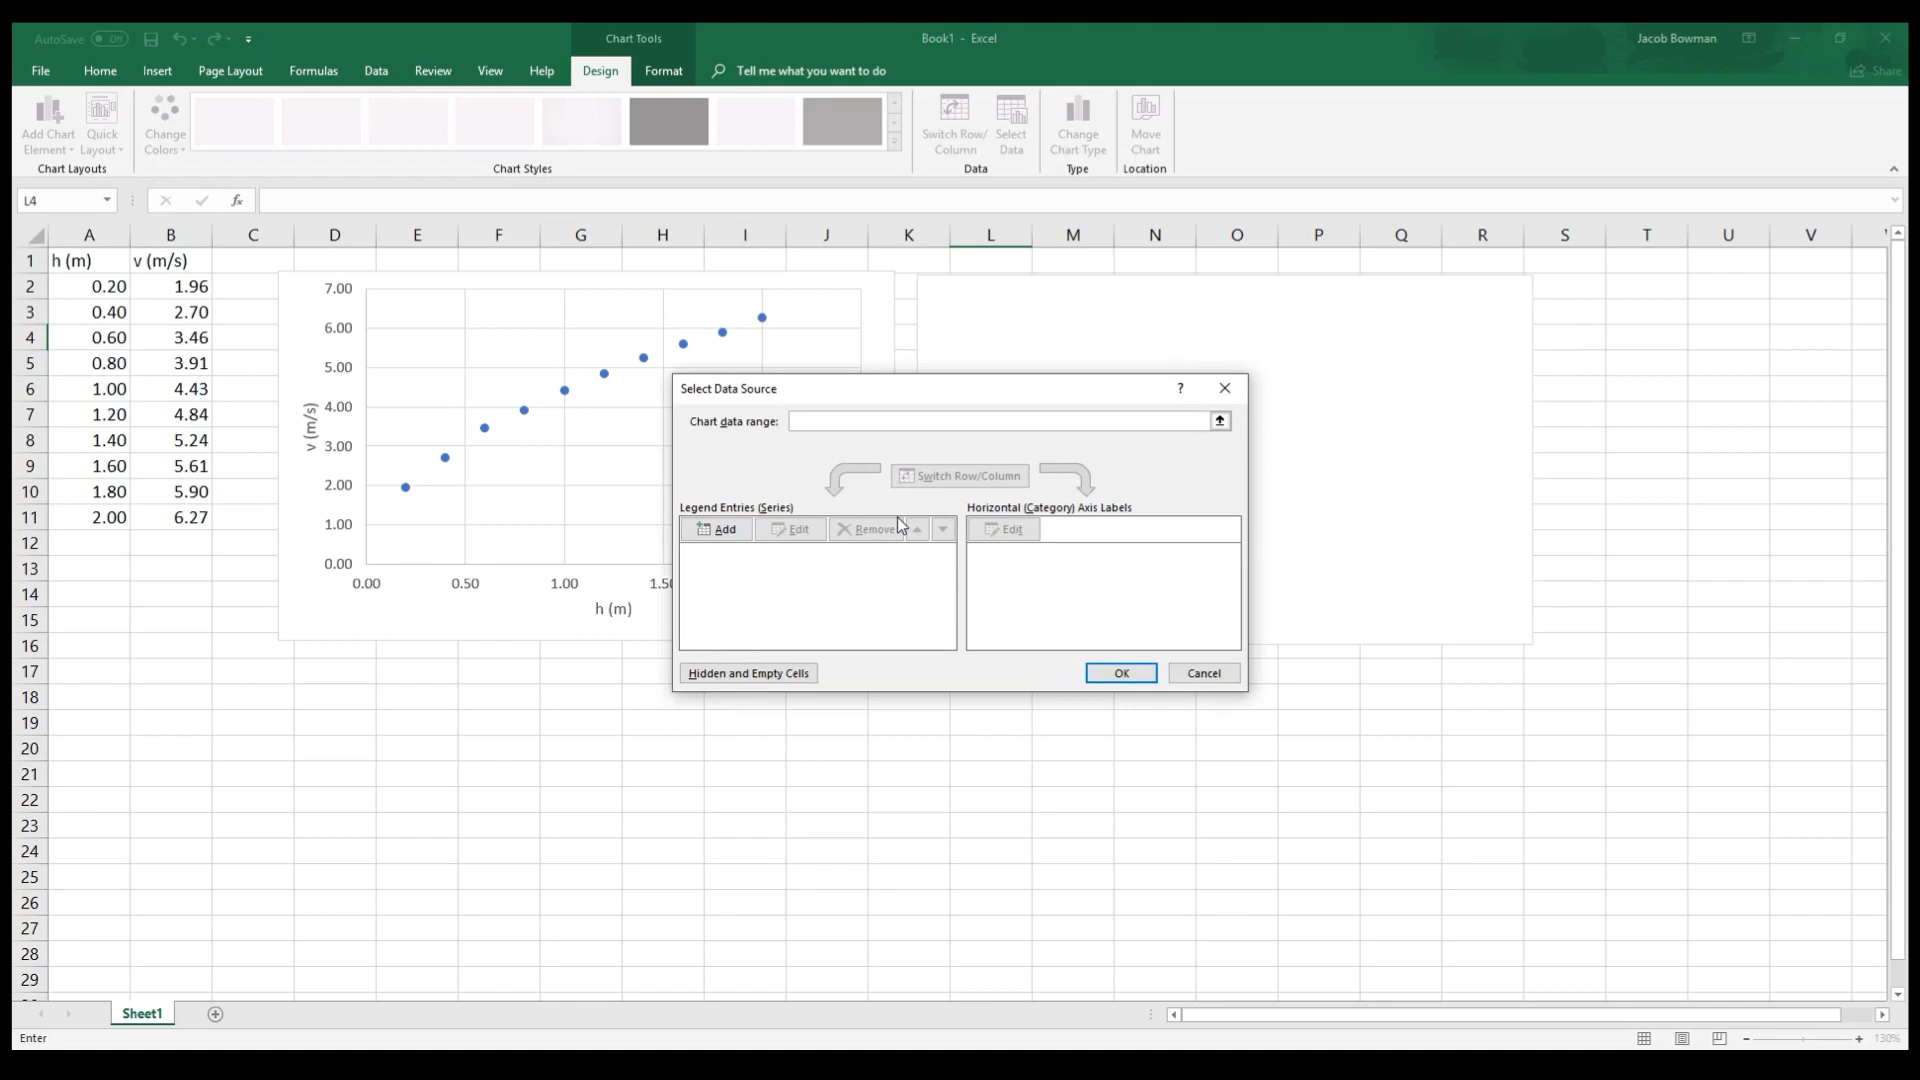 AutoSave Off
Chart Tools
Book1 - Excel
Jacob Bowman
File Home Insert Page Layout Formulas Data Review View Help Design Format Tell me what you want to do Share
Add Chart Element Quick Layout Change Colors Switch Row/ Column Select Data Change Chart Type Move Chart
Chart Layouts Chart Styles Data Type Location
L4 fx
A B C D E F G H I J K L M N O P Q R S T U V
1 h (m) v (m/s)
2 0.20 1.96
3 0.40 2.70
4 0.60 3.46
5 0.80 3.91
6 1.00 4.43
7 1.20 4.84
8 1.40 5.24
9 1.60 5.61
10 1.80 5.90
11 2.00 6.27
12
13
14
15
16
17
18
19
20
21
22
23
24
25
26
27
28
29
7.00
6.00
5.00
4.00
3.00
2.00
1.00
0.00
v (m/s)
0.00 0.50 1.00 1.5
h (m)
Select Data Source ?
Chart data range:
Switch Row/Column
Legend Entries (Series) Horizontal (Category) Axis Labels
Add Edit Remove Edit
Hidden and Empty Cells OK Cancel
Sheet1
Enter 130%